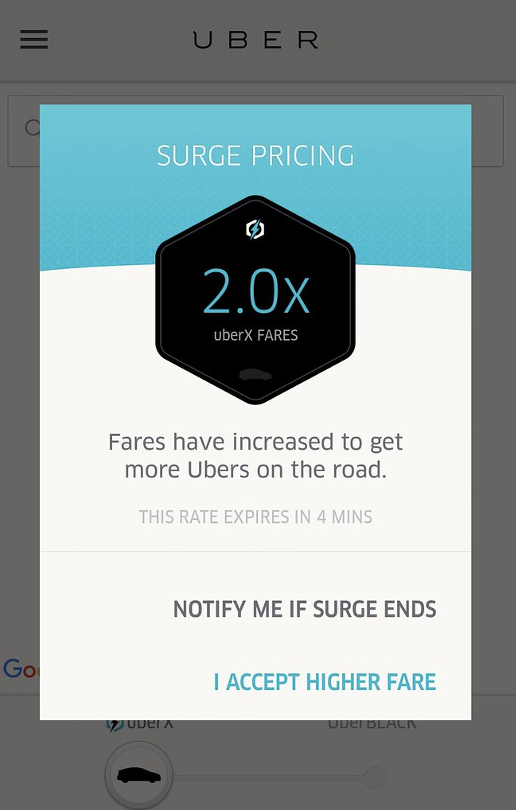 UBER
SURGE PRICING
2.0x
uberX FARES
Fares have increased to get
more Ubers on the road.
THIS RATE EXPIRES IN 4 MINS
NOTIFY ME IF SURGE ENDS
I ACCEPT HIGHER FARE
Goo
uberX uberBLACK